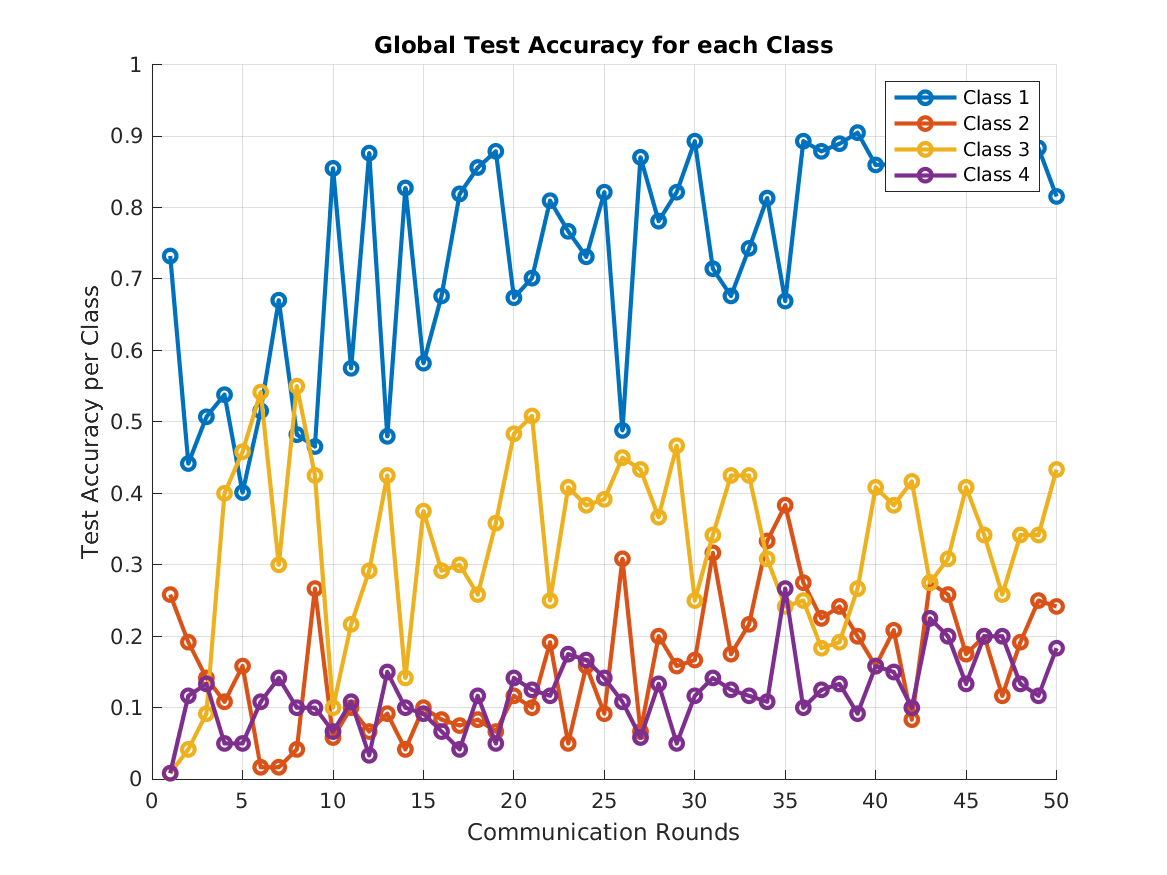 Global Test Accuracy for each Class
Class 1
Class 2
Class 3
Class 4
Test Accuracy per Class
1
0.9
0.8
0.7
0.6
0.5
0.4
0.3
0.2
0.1
0
0 5 10 15 20 25 30 35 40 45 50
Communication Rounds